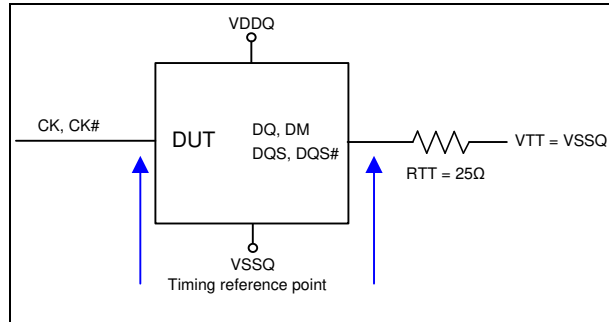 VDDQ
CK, CK#
DUT
DQ, DM
DQS, DQS#
VTT = VSSQ
RTT = 25Ω
VSSQ
Timing reference point